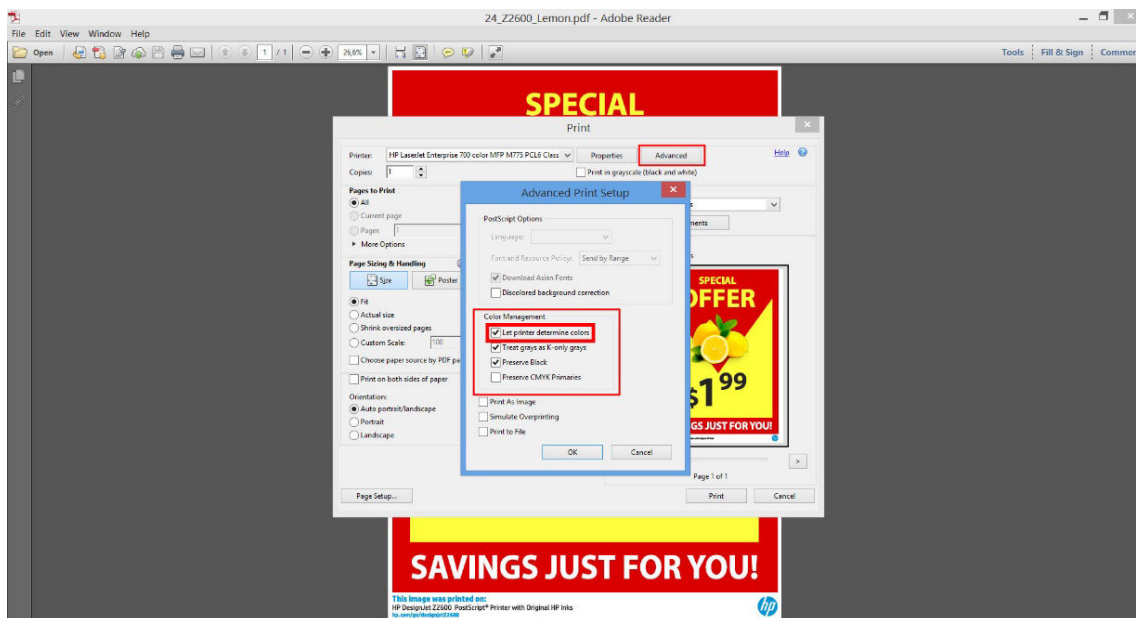 24_Z2600_Lemon.pdf - Adobe Reader
File Edit View Window Help
Open 1 / 1 26,6% Tools Fill & Sign Commen
SPECIAL
Print
Printer: HP LaserJet Enterprise 700 color MFP M775 PCL6 Class Properties Advanced Help
Copies: 1 Print in grayscale (black and white)
Pages to Print
All
Current page
Pages 1
More Options
Page Sizing & Handling
Size Poster
Fit
Actual size
Shrink oversized pages
Custom Scale: 100
Choose paper source by PDF pa
Print on both sides of paper
Orientation:
Auto portrait/landscape
Portrait
Landscape
Page Setup...
Advanced Print Setup
PostScript Options
Language:
Font and Resource Policy: Send by Range
Download Asian Fonts
Discolored background correction
Color Management
Let printer determine colors
Treat grays as K-only grays
Preserve Black
Preserve CMYK Primaries
Print As Image
Simulate Overprinting
Print to File
OK Cancel
s
ments
s
SPECIAL
OFFER
$1 99
GS JUST FOR YOU!
>
Page 1 of 1
Print Cancel
SAVINGS JUST FOR YOU!
This image was printed on:
HP DesignJet Z2600 PostScript® Printer with Original HP Inks
hp.com/go/designjetZ2600
hp